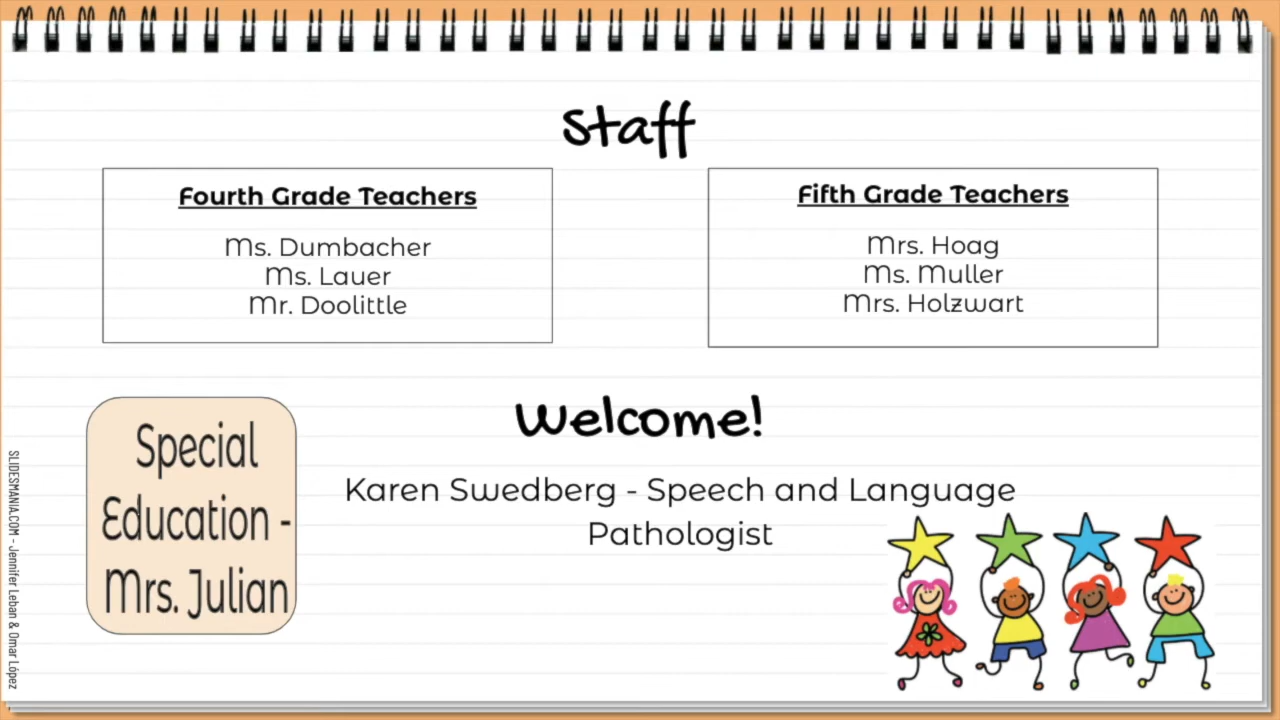 Staff
Fourth Grade Teachers
Ms. Dumbacher
Ms. Lauer
Mr. Doolittle
Fifth Grade Teachers
Mrs. Hoag
Ms. Muller
Mrs. Holzwart
Welcome!
Special
Education -
Mrs. Julian
Karen Swedberg - Speech and Language
Pathologist
SLIDESMANIA.COM - Jennifer Leban & Omar López